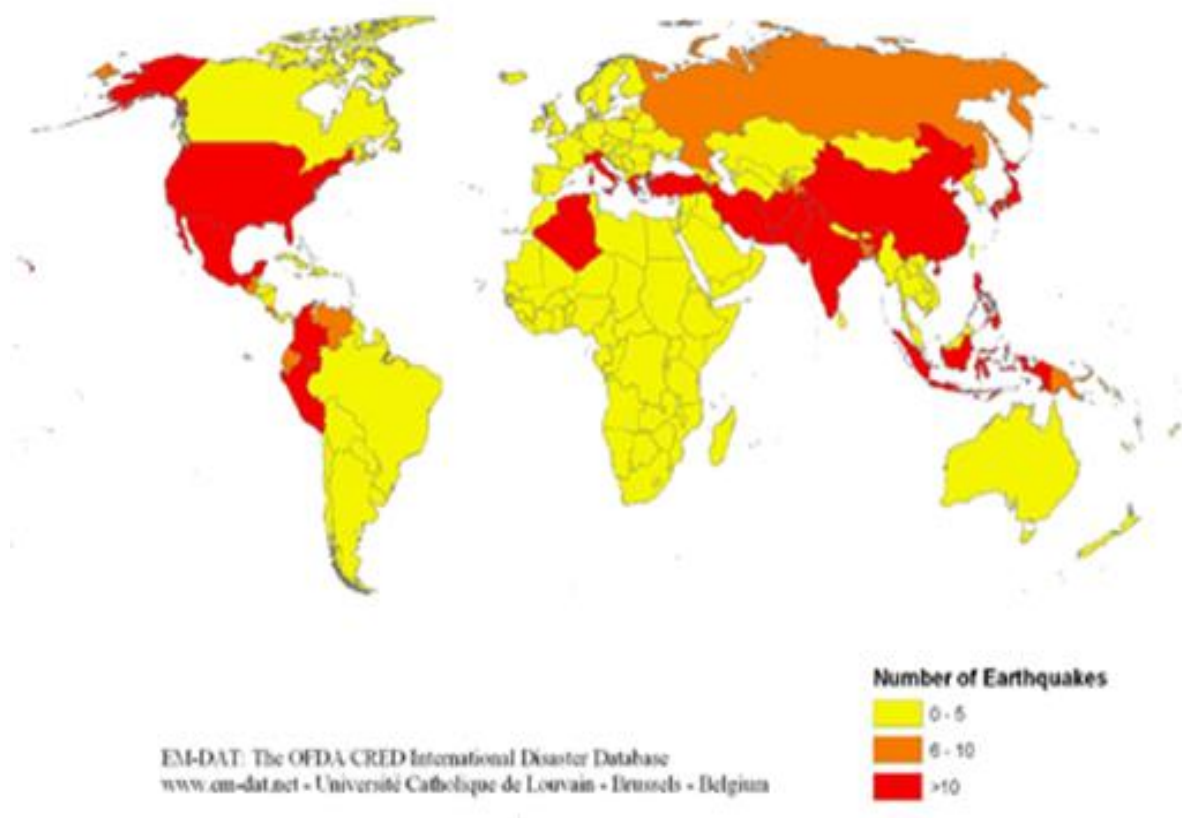 Number of Earthquakes
0 - 5
6 - 10
>10
EM-DAT: The OFDA CRED International Disaster Database
www.em-dat.net - Université Catholique de Louvain - Brussels - Belgium